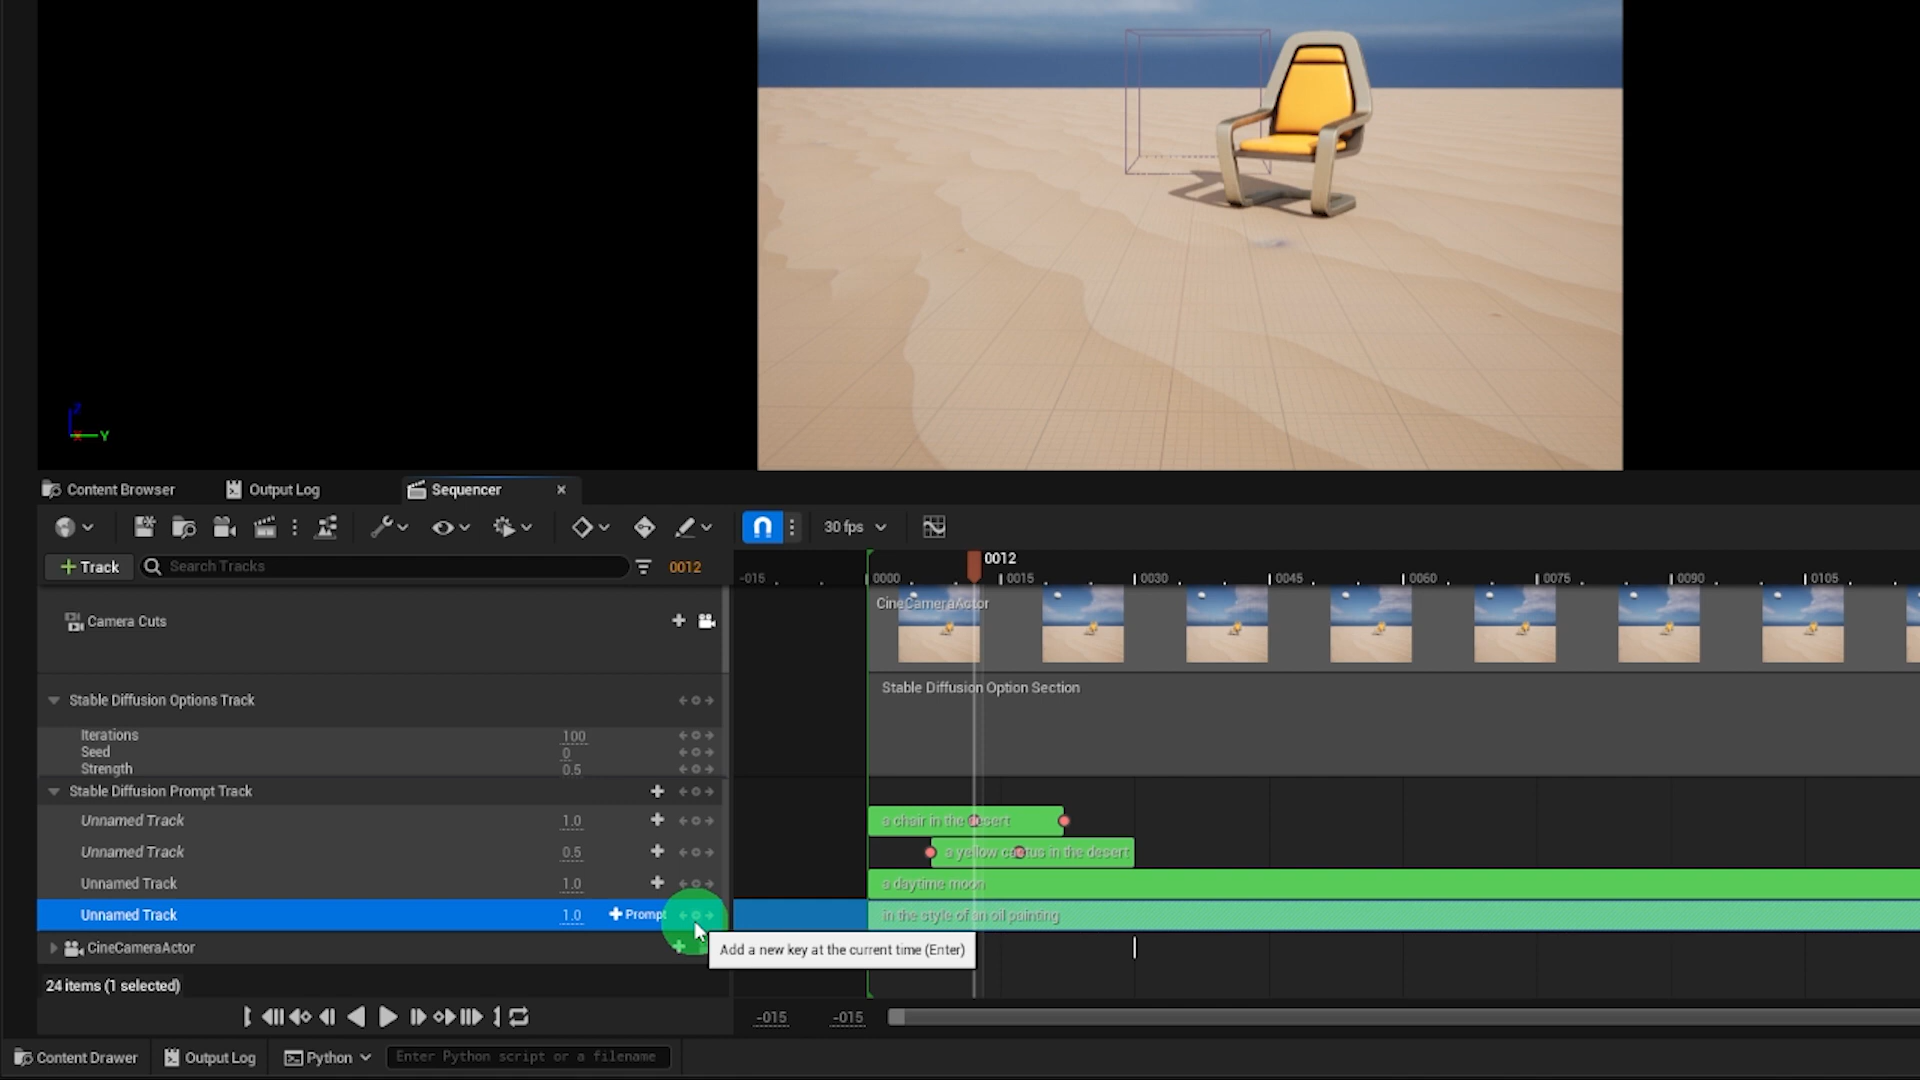 Z
Y
Content Browser
Output Log
Sequencer
30 fps
+ Track
Search Tracks
0012
0012
-015
0000
0015
0030
0045
0060
0075
0090
0105
Camera Cuts
CineCameraActor
Stable Diffusion Options Track
Stable Diffusion Option Section
Iterations
100
Seed
0
Strength
0.5
Stable Diffusion Prompt Track
Unnamed Track
1.0
a chair in the desert
Unnamed Track
0.5
a yellow cactus in the desert
Unnamed Track
1.0
a daytime moon
Unnamed Track
1.0
Prompt
in the style of an oil painting
CineCameraActor
Add a new key at the current time (Enter)
24 items (1 selected)
-015
-015
Content Drawer
Output Log
Python
Enter Python script or a filename